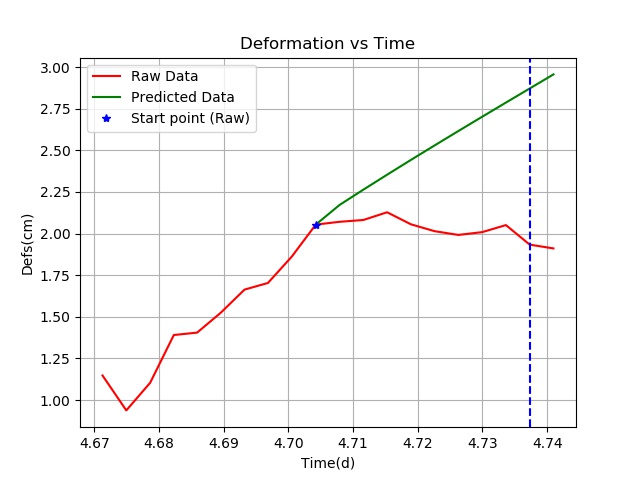 Deformation vs Time
Raw Data
Predicted Data
Start point (Raw)
3.00
2.75
2.50
2.25
2.00
1.75
1.50
1.25
1.00
Defs(cm)
4.67 4.68 4.69 4.70 4.71 4.72 4.73 4.74
Time(d)